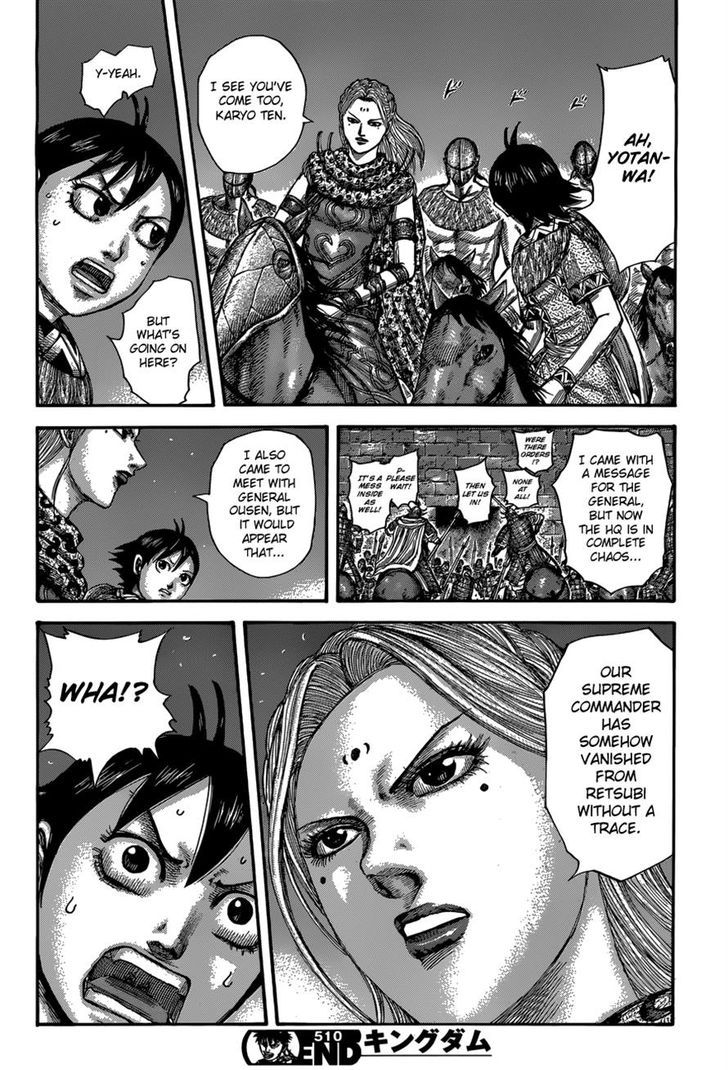 AH,
YOTAN-
WA!
ド
ド
ド
I SEE YOU'VE
COME TOO,
KARYO TEN.
Y-YEAH.
BUT
WHAT'S
GOING ON
HERE?
I CAME WITH
A MESSAGE
FOR THE
GENERAL,
BUT NOW
THE HQ IS IN
COMPLETE
CHAOS...
WERE
THERE
ORDERS
!?
NONE
AT
ALL!
THEN
LET US
IN!
P-
PLEASE
WAIT!
IT'S A
MESS
INSIDE
AS
WELL!
I ALSO
CAME TO
MEET WITH
GENERAL
OUSEN, BUT
IT WOULD
APPEAR
THAT...
OUR
SUPREME
COMMANDER
HAS
SOMEHOW
VANISHED
FROM
RETSUBI
WITHOUT A
TRACE.
WHA!?
510
END キングダム